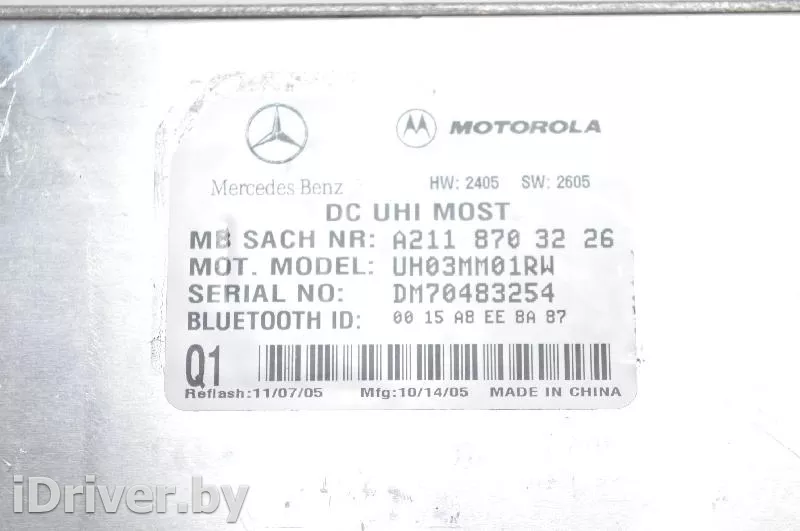 MOTOROLA
Mercedes Benz HW: 2405 SW: 2605
DC UHI MOST
MB SACH NR: A211 870 32 26
MOT. MODEL: UH03MM01RW
SERIAL NO: DM70483254
BLUETOOTH ID: 00 15 A8 EE 8A 87
Q1
Reflash:11/07/05 Mfg:10/14/05 MADE IN CHINA
iDriver.by